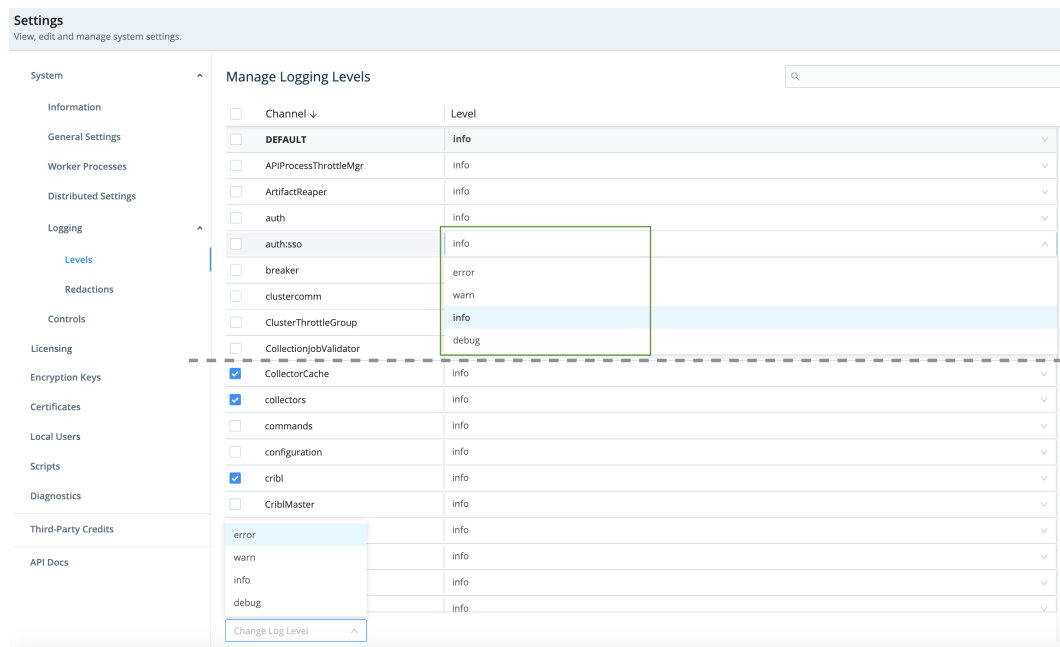 Settings
View, edit and manage system settings.
System
Information
General Settings
Worker Processes
Distributed Settings
Logging
Levels
Redactions
Controls
Licensing
Encryption Keys
Certificates
Local Users
Scripts
Diagnostics
Third-Party Credits
API Docs
Manage Logging Levels
Channel ↓ Level
DEFAULT info
APIProcessThrottleMgr info
ArtifactReaper info
auth info
auth:sso info
breaker
clustercomm
ClusterThrottleGroup
CollectionJobValidator
error
warn
info
debug
CollectorCache info
collectors info
commands info
configuration info
cribl info
CriblMaster info
info
info
info
info
error
warn
info
debug
Change Log Level